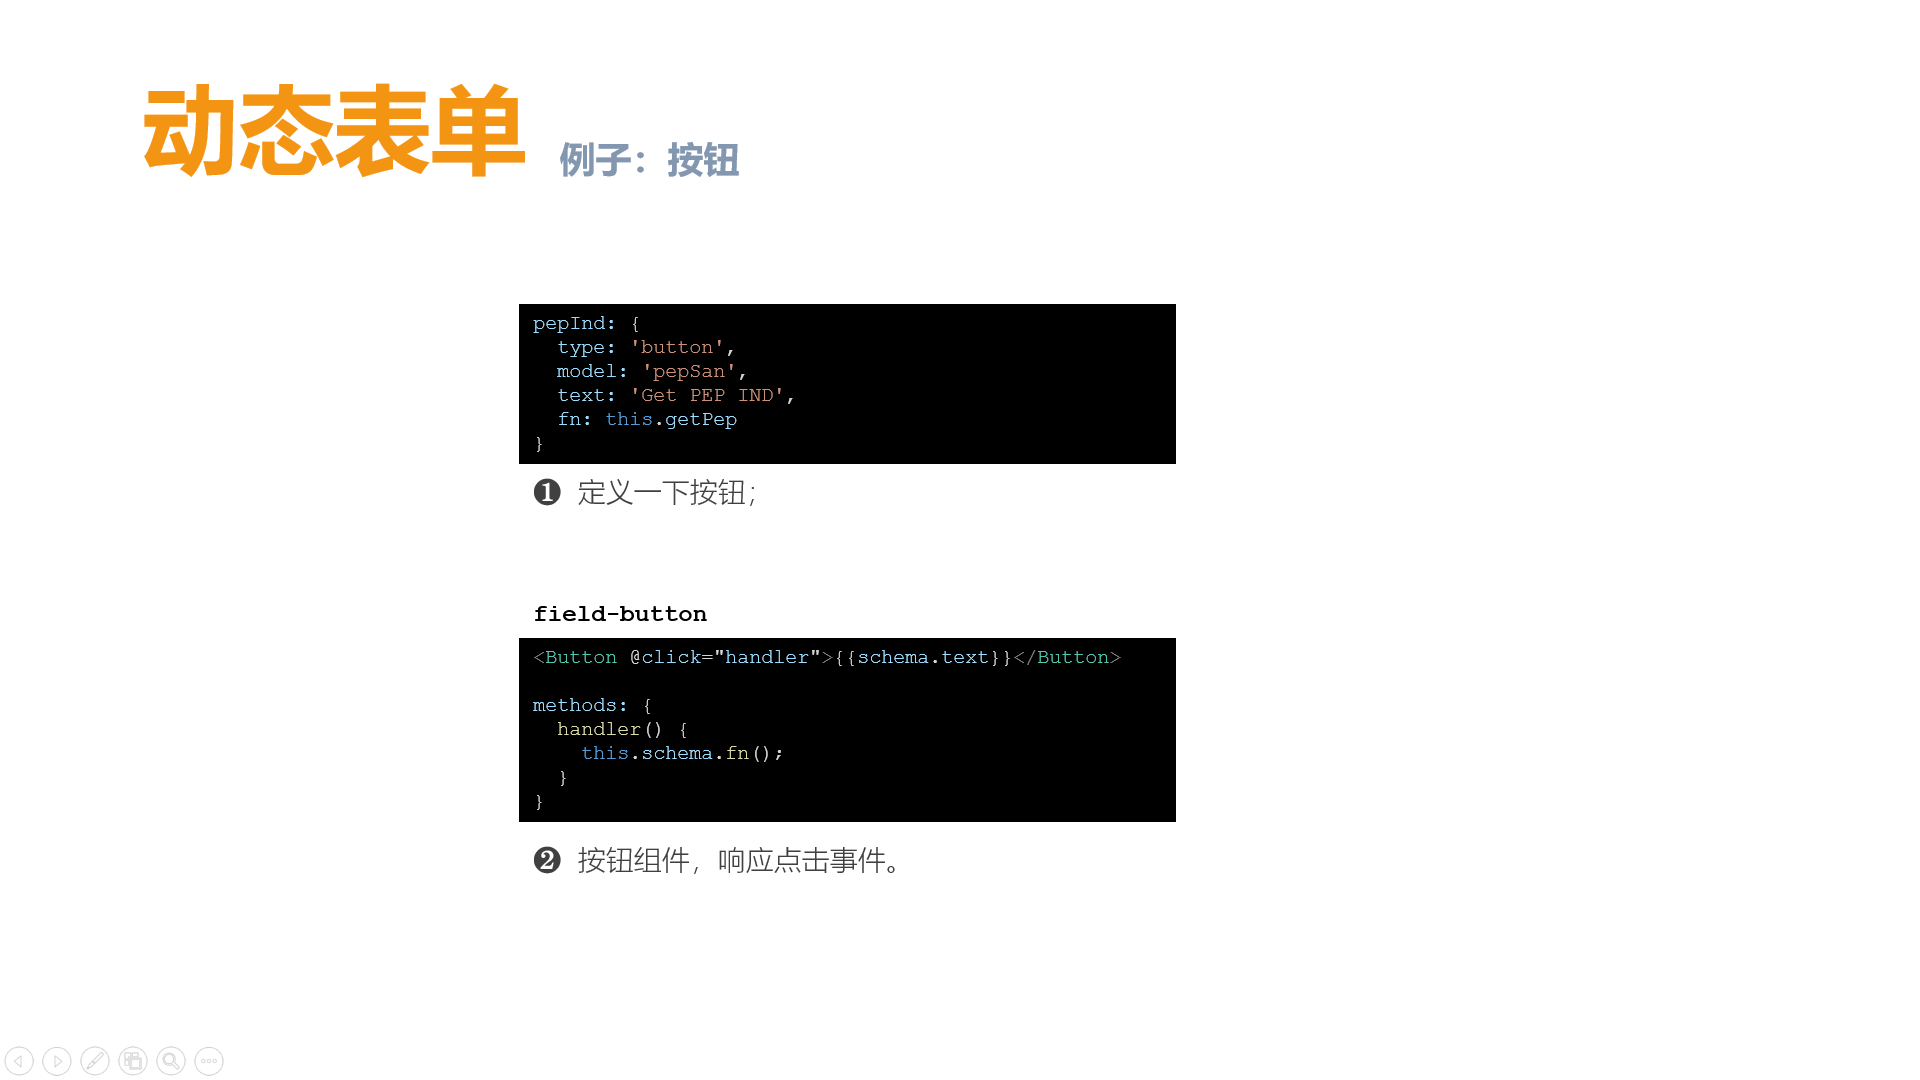 动态表单 例子：按钮
pepInd: {
  type: 'button',
  model: 'pepSan',
  text: 'Get PEP IND',
  fn: this.getPep
}
❶ 定义一下按钮；
field-button
<Button @click="handler">{{schema.text}}</Button>
methods: {
  handler() {
    this.schema.fn();
  }
}
❷ 按钮组件，响应点击事件。